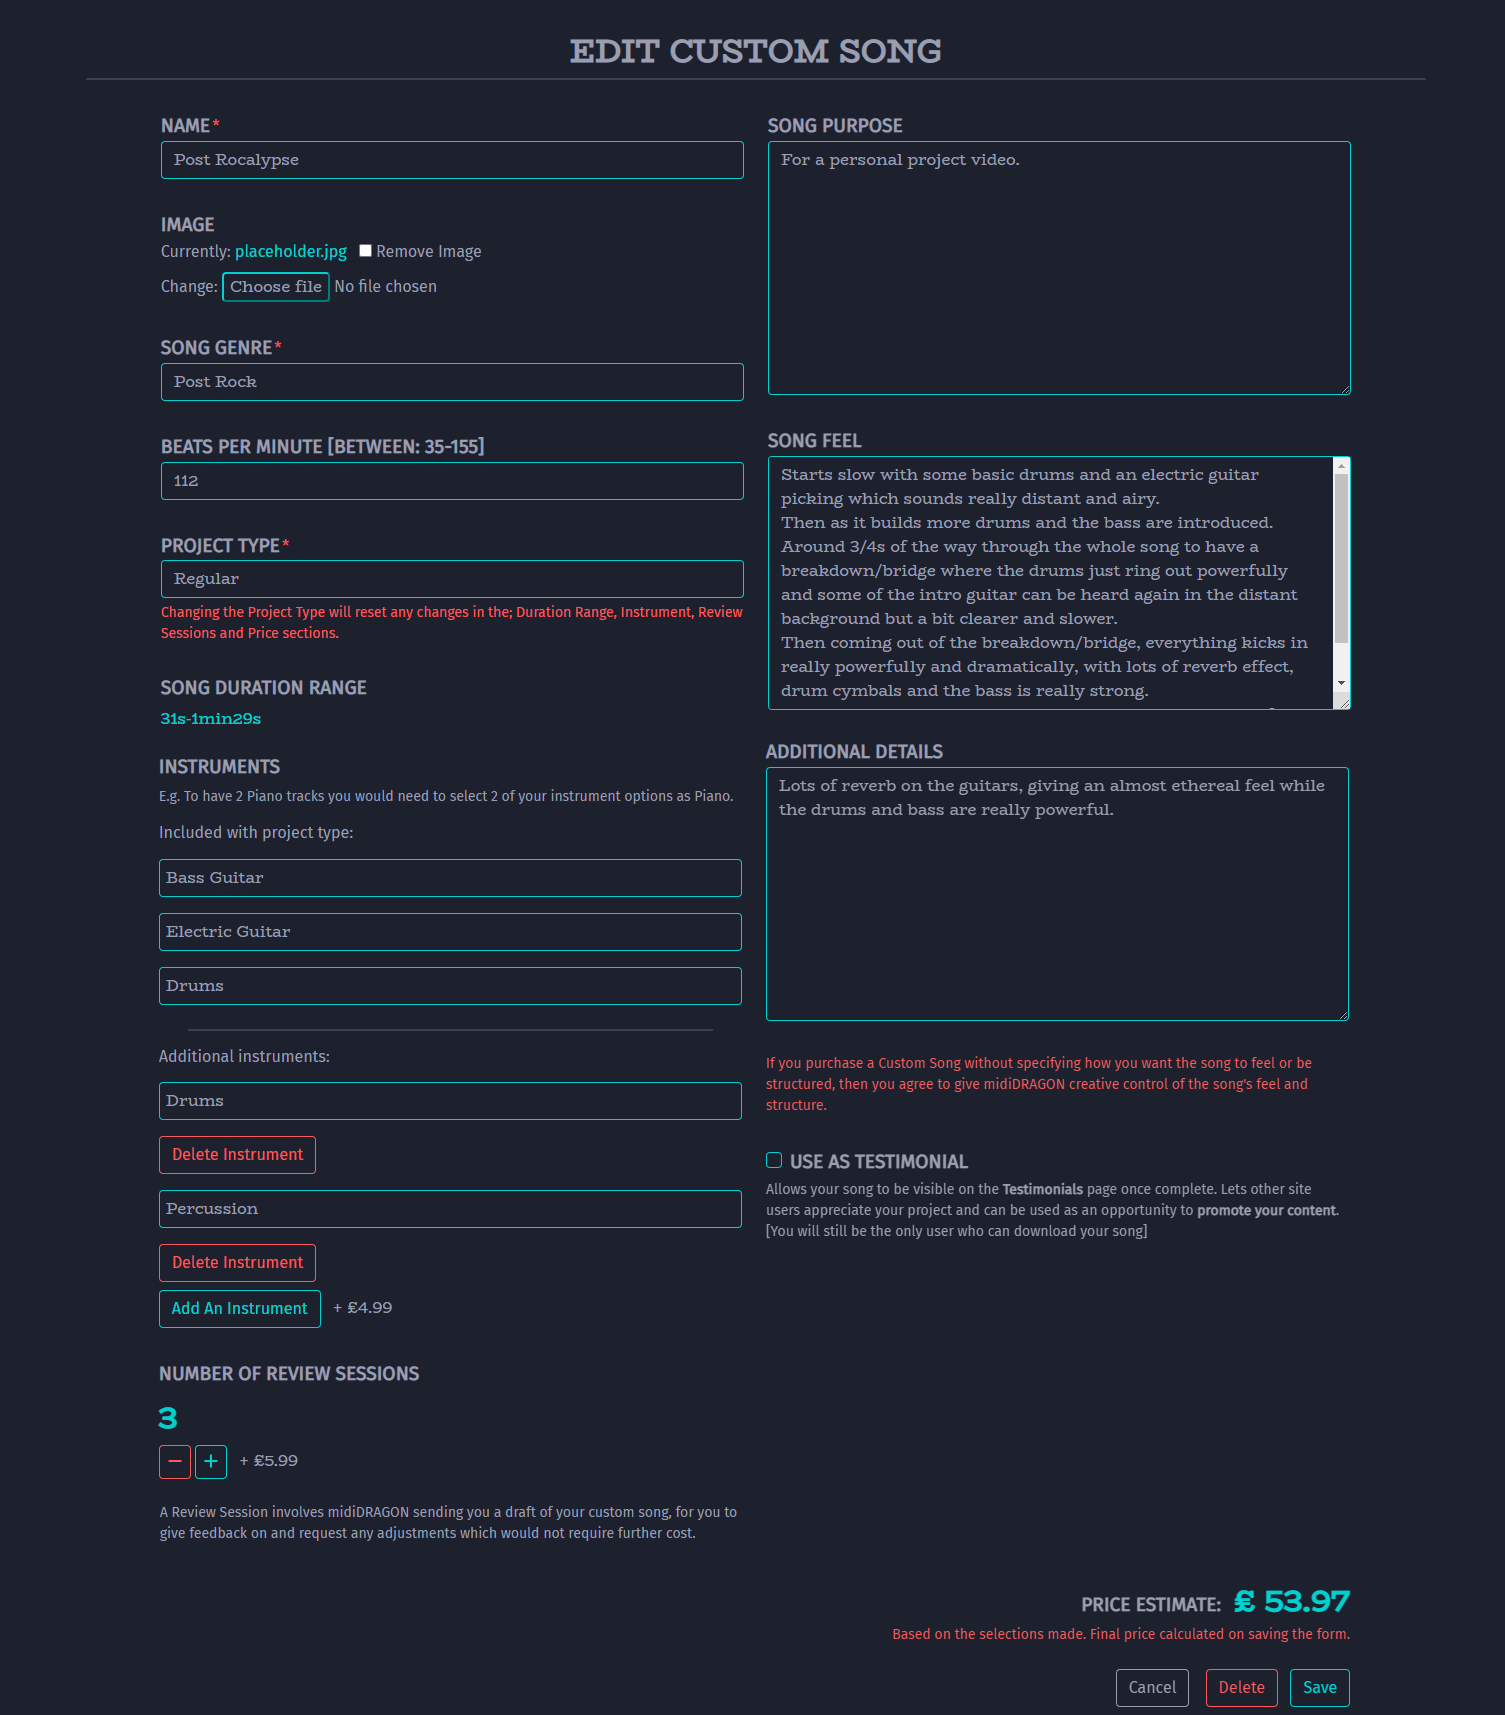 EDIT CUSTOM SONG
NAME*
Post Rocalypse
IMAGE
Currently: placeholder.jpg Remove Image
Change: Choose file No file chosen
SONG GENRE*
Post Rock
BEATS PER MINUTE [BETWEEN: 35-155]
112
PROJECT TYPE*
Regular
Changing the Project Type will reset any changes in the; Duration Range, Instrument, Review
Sessions and Price sections.
SONG DURATION RANGE
31s-1min29s
INSTRUMENTS
E.g. To have 2 Piano tracks you would need to select 2 of your instrument options as Piano.
Included with project type:
Bass Guitar
Electric Guitar
Drums
Additional instruments:
Drums
Delete Instrument
Percussion
Delete Instrument
Add An Instrument + £4.99
NUMBER OF REVIEW SESSIONS
3
− + + £5.99
A Review Session involves midiDRAGON sending you a draft of your custom song, for you to
give feedback on and request any adjustments which would not require further cost.
SONG PURPOSE
For a personal project video.
SONG FEEL
Starts slow with some basic drums and an electric guitar
picking which sounds really distant and airy.
Then as it builds more drums and the bass are introduced.
Around 3/4s of the way through the whole song to have a
breakdown/bridge where the drums just ring out powerfully
and some of the intro guitar can be heard again in the distant
background but a bit clearer and slower.
Then coming out of the breakdown/bridge, everything kicks in
really powerfully and dramatically, with lots of reverb effect,
drum cymbals and the bass is really strong.
ADDITIONAL DETAILS
Lots of reverb on the guitars, giving an almost ethereal feel while
the drums and bass are really powerful.
If you purchase a Custom Song without specifying how you want the song to feel or be
structured, then you agree to give midiDRAGON creative control of the song's feel and
structure.
USE AS TESTIMONIAL
Allows your song to be visible on the Testimonials page once complete. Lets other site
users appreciate your project and can be used as an opportunity to promote your content.
[You will still be the only user who can download your song]
PRICE ESTIMATE: £ 53.97
Based on the selections made. Final price calculated on saving the form.
Cancel Delete Save